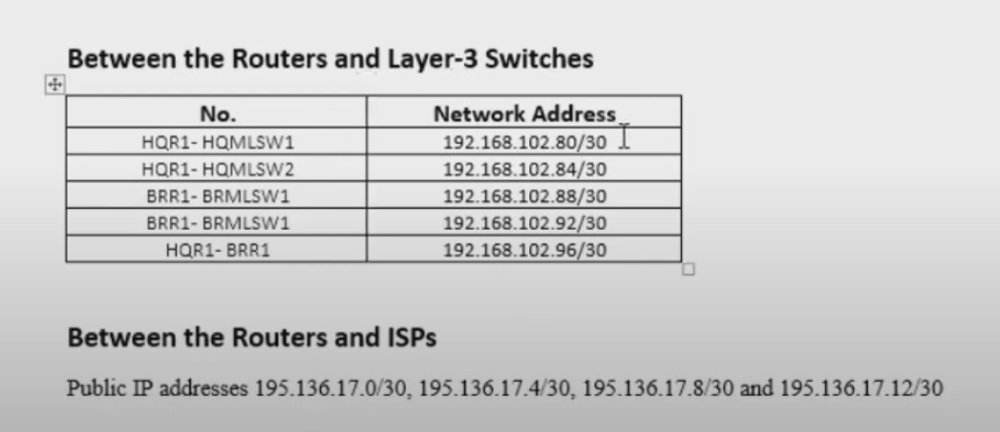 Between the Routers and Layer-3 Switches
No. Network Address
HQR1- HQMLSW1 192.168.102.80/30
HQR1- HQMLSW2 192.168.102.84/30
BRR1- BRMLSW1 192.168.102.88/30
BRR1- BRMLSW1 192.168.102.92/30
HQR1- BRR1 192.168.102.96/30
Between the Routers and ISPs
Public IP addresses 195.136.17.0/30, 195.136.17.4/30, 195.136.17.8/30 and 195.136.17.12/30